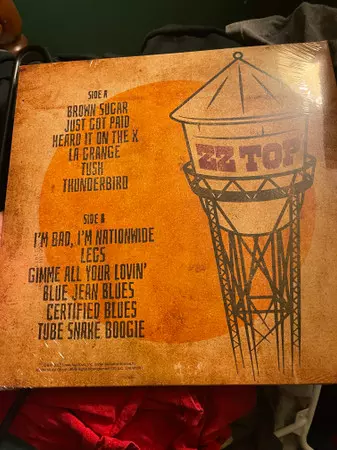 SIDE A
BROWN SUGAR
JUST GOT PAID
HEARD IT ON THE X
LA GRANGE
TUSH
THUNDERBIRD
ZZ TOP
SIDE B
I'M BAD, I'M NATIONWIDE
LEGS
GIMME ALL YOUR LOVIN'
BLUE JEAN BLUES
CERTIFIED BLUES
TUBE SNAKE BOOGIE